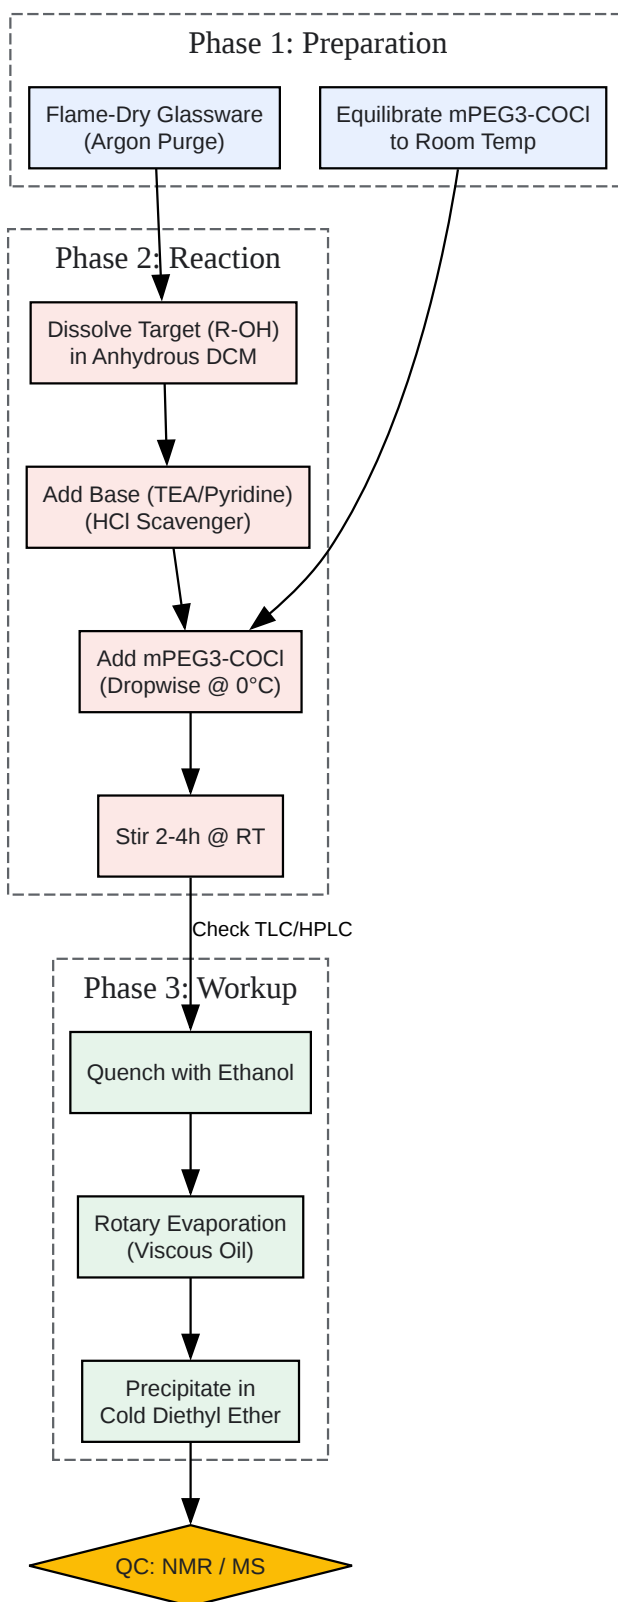 Phase 1: Preparation
Flame-Dry Glassware
(Argon Purge)
Equilibrate mPEG3-COCl
to Room Temp
Phase 2: Reaction
Dissolve Target (R-OH)
in Anhydrous DCM
Add Base (TEA/Pyridine)
(HCl Scavenger)
Add mPEG3-COCl
(Dropwise @ 0°C)
Stir 2-4h @ RT
Check TLC/HPLC
Phase 3: Workup
Quench with Ethanol
Rotary Evaporation
(Viscous Oil)
Precipitate in
Cold Diethyl Ether
QC: NMR / MS